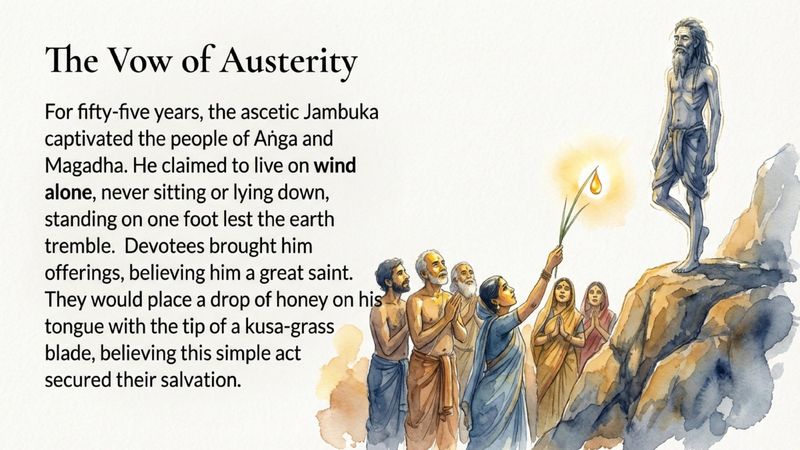 The Vow of Austerity
For fifty-five years, the ascetic Jambuka
captivated the people of Aṅga and
Magadha. He claimed to live on wind
alone, never sitting or lying down,
standing on one foot lest the earth
tremble.  Devotees brought him
offerings, believing him a great saint.
They would place a drop of honey on his
tongue with the tip of a kusa-grass
blade, believing this simple act
secured their salvation.